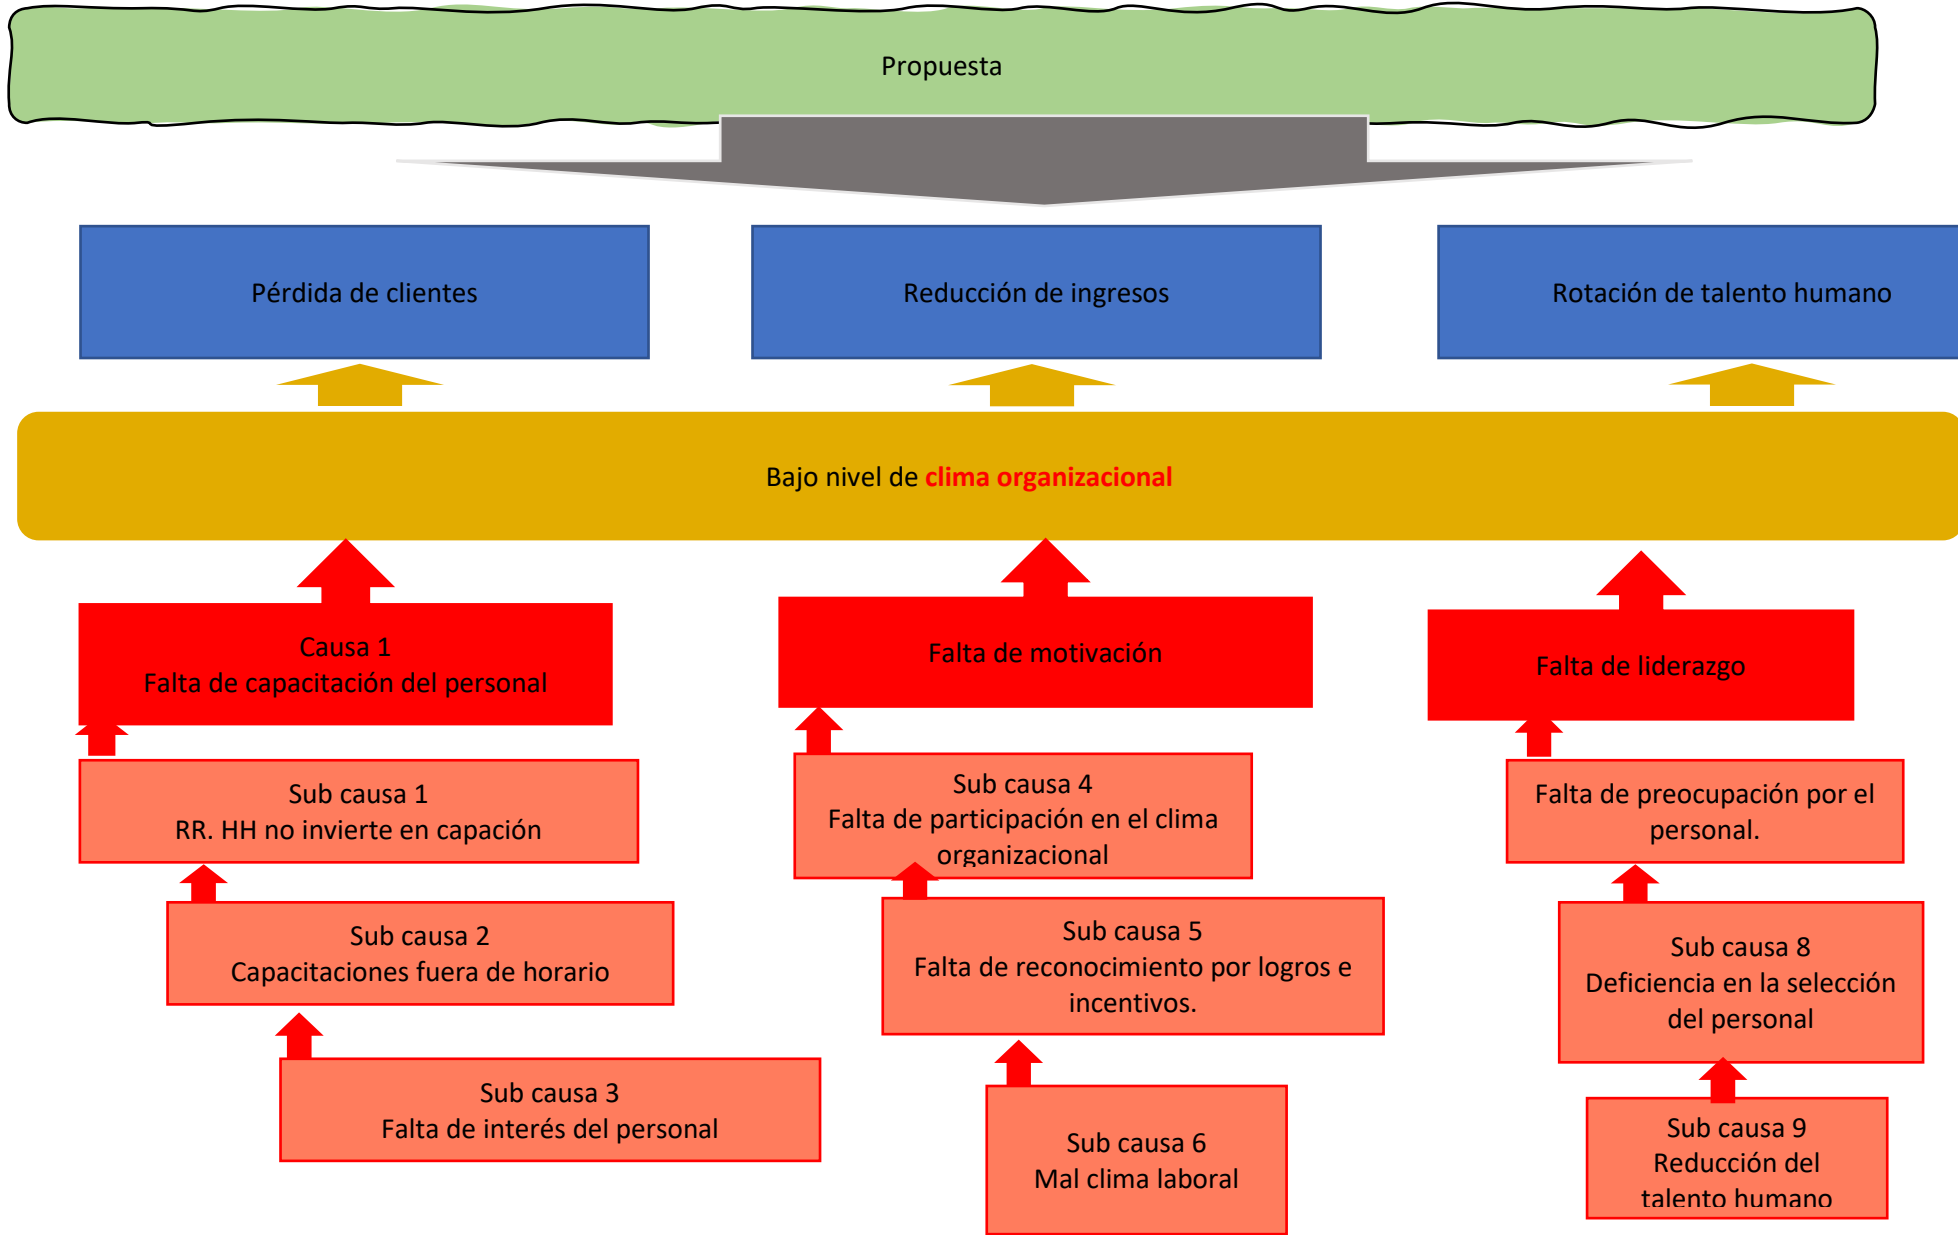 Propuesta
Pérdida de clientes
Reducción de ingresos
Rotación de talento humano
Bajo nivel de clima organizacional
Causa 1
Falta de capacitación del personal
Falta de motivación
Falta de liderazgo
Sub causa 1
RR. HH no invierte en capación
Sub causa 4
Falta de participación en el clima
organizacional
Falta de preocupación por el
personal.
Sub causa 2
Capacitaciones fuera de horario
Sub causa 5
Falta de reconocimiento por logros e
incentivos.
Sub causa 8
Deficiencia en la selección
del personal
Sub causa 3
Falta de interés del personal
Sub causa 6
Mal clima laboral
Sub causa 9
Reducción del
talento humano